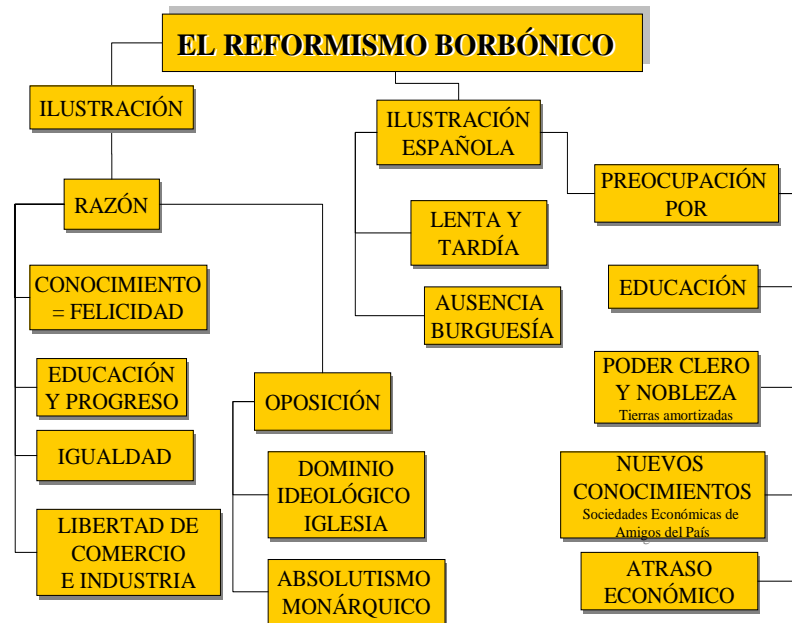 EL REFORMISMO BORBÓNICO
ILUSTRACIÓN
RAZÓN
CONOCIMIENTO
= FELICIDAD
EDUCACIÓN
Y PROGRESO
IGUALDAD
LIBERTAD DE
COMERCIO
E INDUSTRIA
OPOSICIÓN
DOMINIO
IDEOLÓGICO
IGLESIA
ABSOLUTISMO
MONÁRQUICO
ILUSTRACIÓN
ESPAÑOLA
LENTA Y
TARDÍA
AUSENCIA
BURGUESÍA
PREOCUPACIÓN
POR
EDUCACIÓN
PODER CLERO
Y NOBLEZA
Tierras amortizadas
NUEVOS
CONOCIMIENTOS
Sociedades Económicas de
Amigos del País
ATRASO
ECONÓMICO